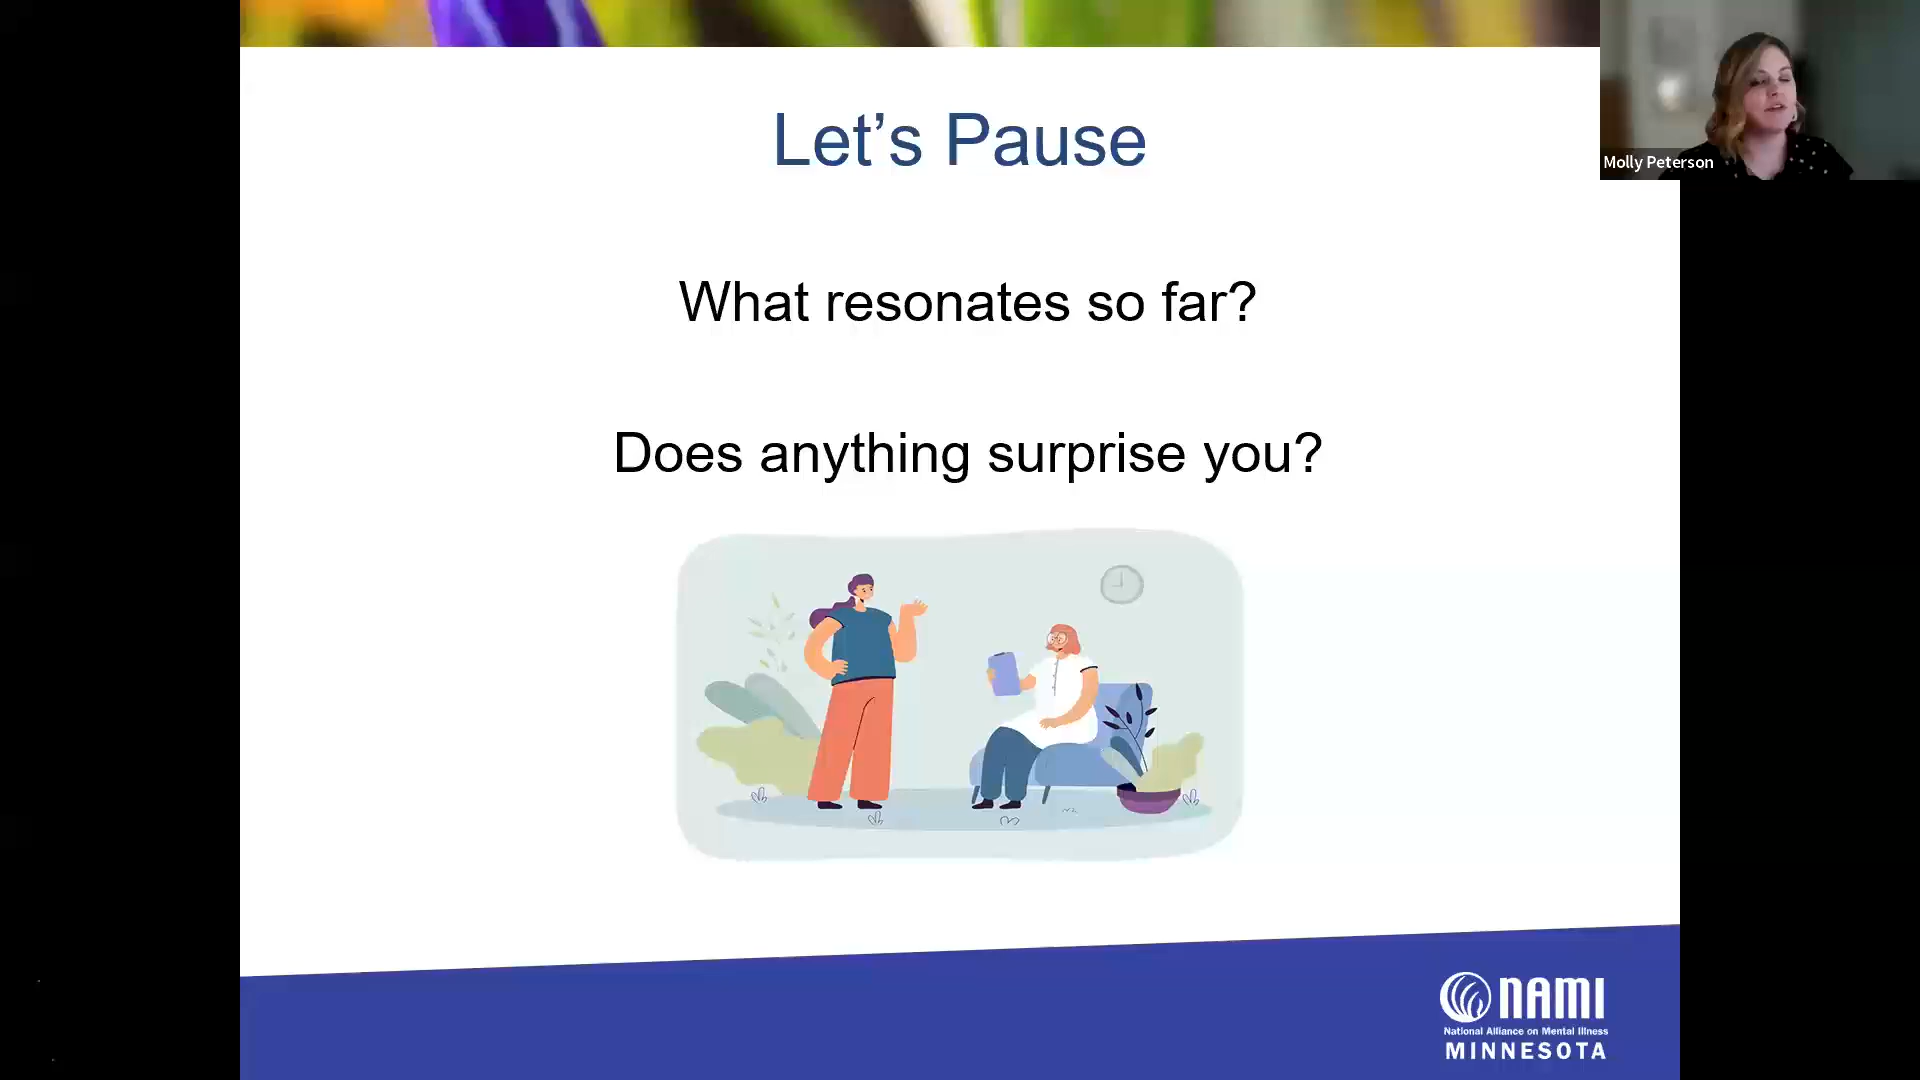 Let’s Pause
Molly Peterson
What resonates so far?
Does anything surprise you?
NAMI
National Alliance on Mental Illness
MINNESOTA